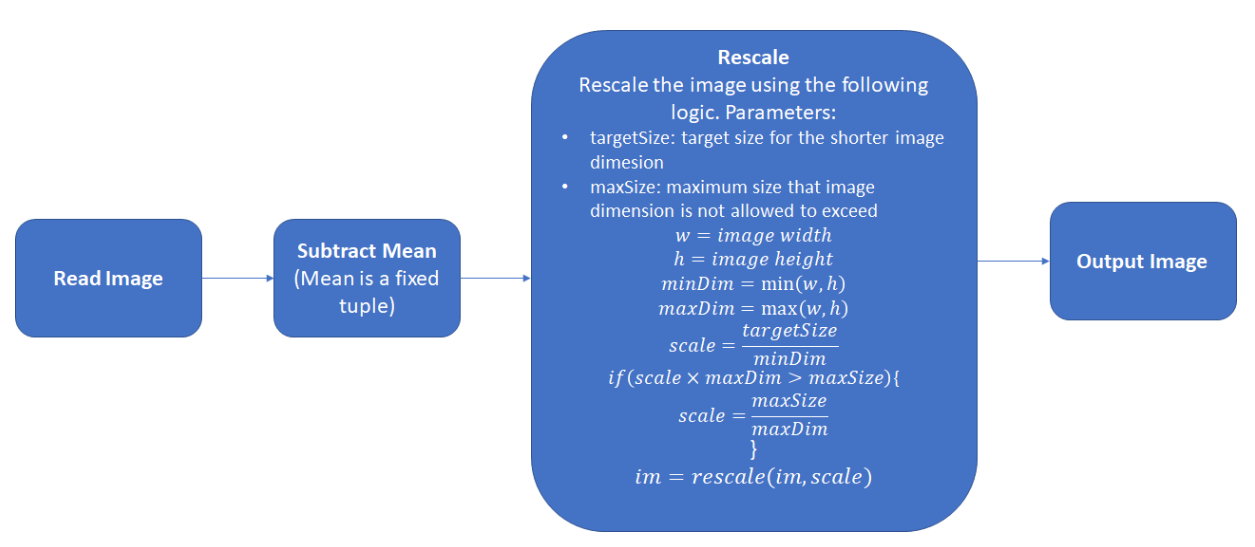 Read Image
Subtract Mean
(Mean is a fixed
tuple)
Rescale
Rescale the image using the following
logic. Parameters:
• targetSize: target size for the shorter image
dimesion
• maxSize: maximum size that image
dimension is not allowed to exceed
w = image width
h = image height
minDim = min(w, h)
maxDim = max(w, h)
scale = targetSize / minDim
if(scale × maxDim > maxSize){
scale = maxSize / maxDim
}
im = rescale(im, scale)
Output Image